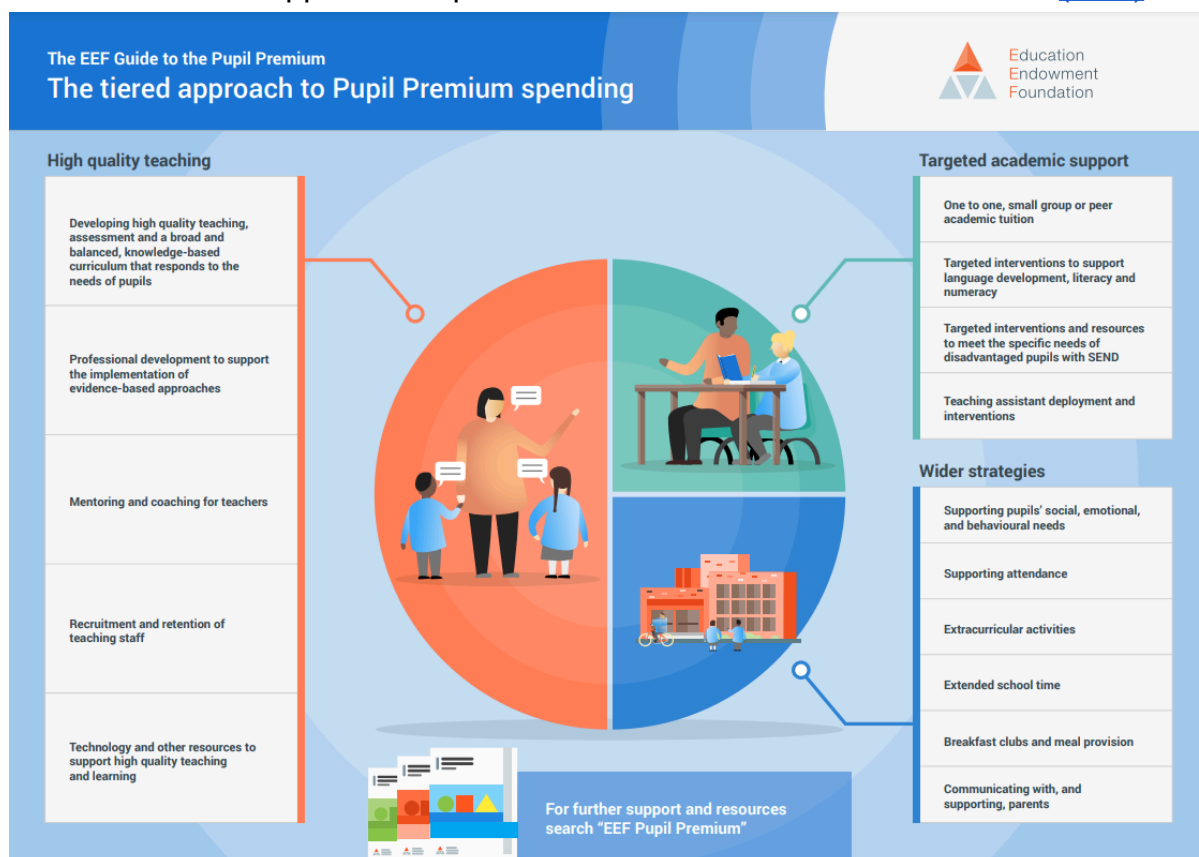 The EEF Guide to the Pupil Premium
The tiered approach to Pupil Premium spending
Education
Endowment
Foundation
High quality teaching
Developing high quality teaching,
assessment and a broad and
balanced, knowledge-based
curriculum that responds to the
needs of pupils
Professional development to support
the implementation of
evidence-based approaches
Mentoring and coaching for teachers
Recruitment and retention of
teaching staff
Technology and other resources to
support high quality teaching
and learning
Targeted academic support
One to one, small group or peer
academic tuition
Targeted interventions to support
language development, literacy and
numeracy
Targeted interventions and resources
to meet the specific needs of
disadvantaged pupils with SEND
Teaching assistant deployment and
interventions
Wider strategies
Supporting pupils' social, emotional,
and behavioural needs
Supporting attendance
Extracurricular activities
Extended school time
Breakfast clubs and meal provision
Communicating with, and
supporting, parents
For further support and resources
search “EEF Pupil Premium”